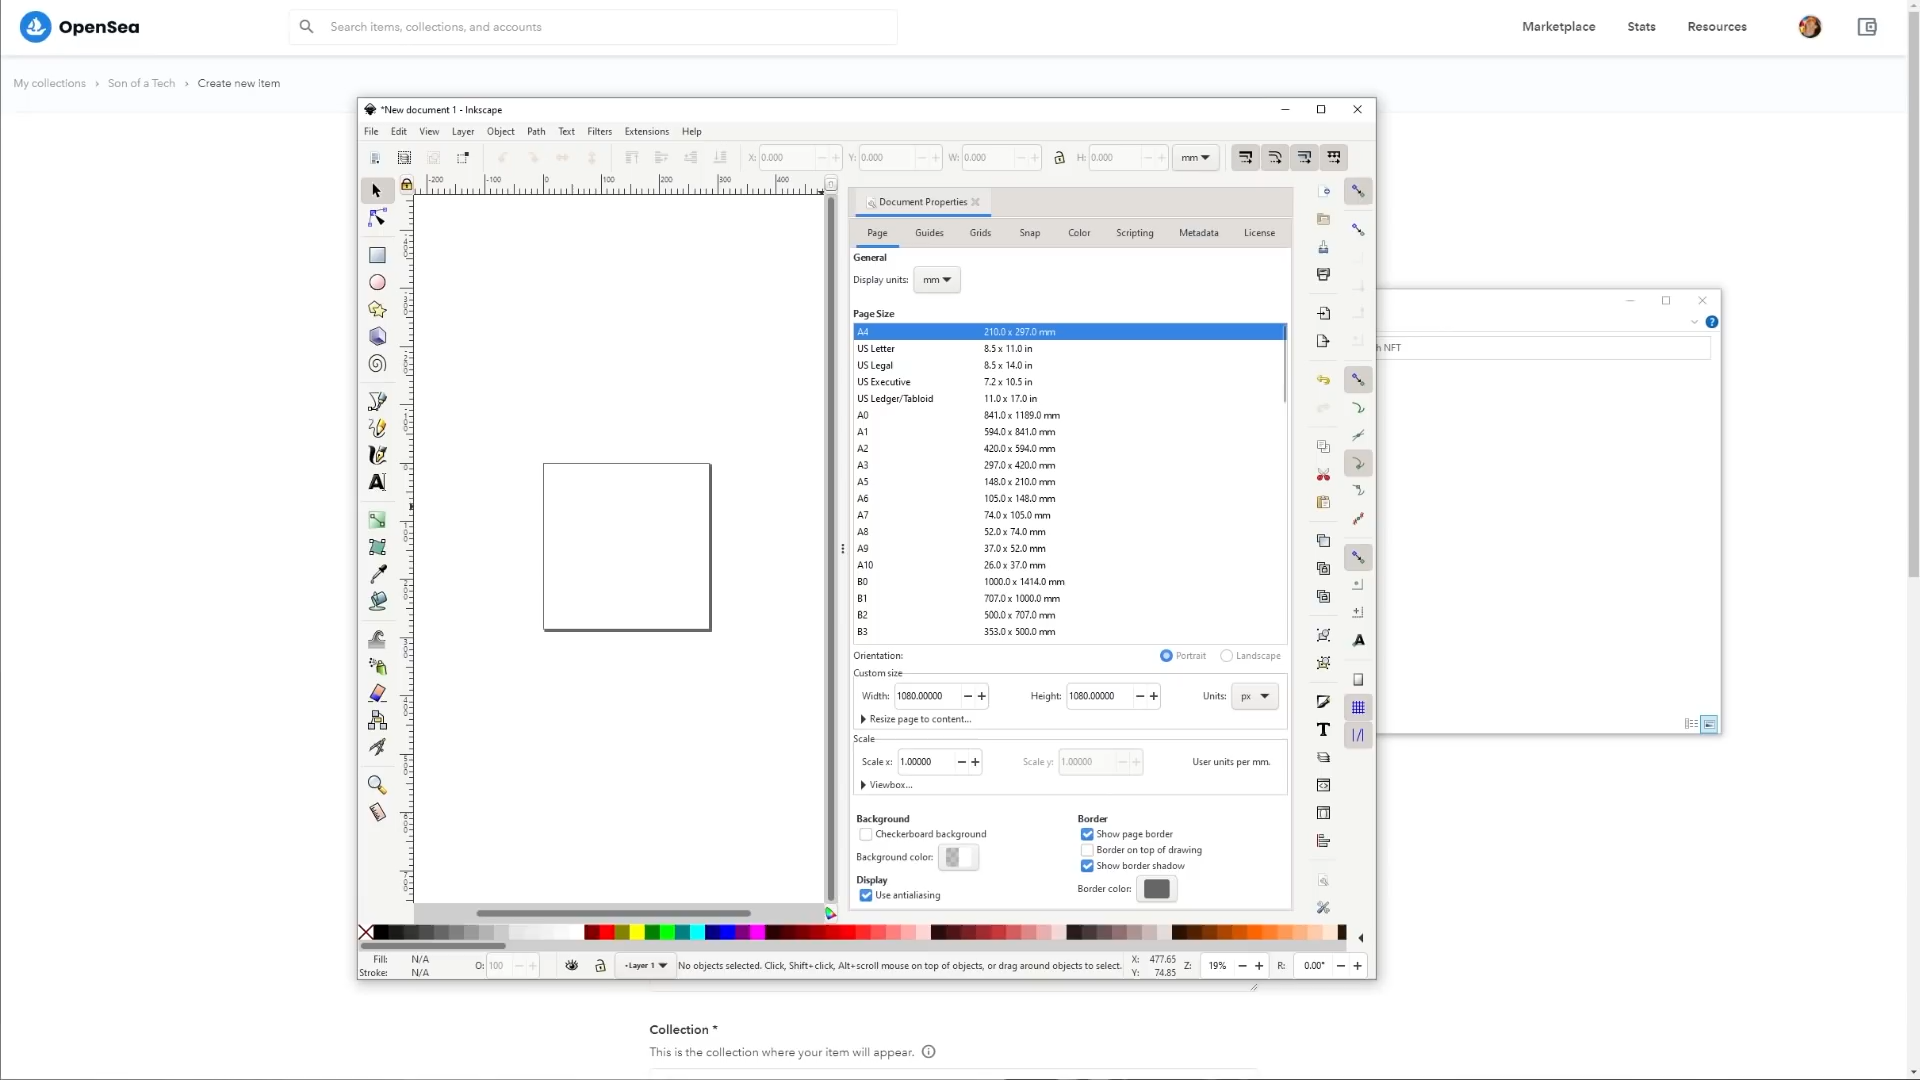 OpenSea
Search items, collections, and accounts
Marketplace Stats Resources
My collections › Son of a Tech › Create new item
*New document 1 - Inkscape
File Edit View Layer Object Path Text Filters Extensions Help
X: 0.000 Y: 0.000 W: 0.000 H: 0.000 mm
-200 -100 0 100 200 300 400
Document Properties
Page Guides Grids Snap Color Scripting Metadata License
General
Display units: mm
Page Size
A4 210.0 x 297.0 mm
US Letter 8.5 x 11.0 in
US Legal 8.5 x 14.0 in
US Executive 7.2 x 10.5 in
US Ledger/Tabloid 11.0 x 17.0 in
A0 841.0 x 1189.0 mm
A1 594.0 x 841.0 mm
A2 420.0 x 594.0 mm
A3 297.0 x 420.0 mm
A5 148.0 x 210.0 mm
A6 105.0 x 148.0 mm
A7 74.0 x 105.0 mm
A8 52.0 x 74.0 mm
A9 37.0 x 52.0 mm
A10 26.0 x 37.0 mm
B0 1000.0 x 1414.0 mm
B1 707.0 x 1000.0 mm
B2 500.0 x 707.0 mm
B3 353.0 x 500.0 mm
Orientation: Portrait Landscape
Custom size
Width: 1080.00000 Height: 1080.00000 Units: px
Resize page to content...
Scale
Scale x: 1.00000 Scale y: 1.00000 User units per mm.
Viewbox...
Background
Checkerboard background
Background color:
Display
Use antialiasing
Border
Show page border
Border on top of drawing
Show border shadow
Border color:
h NFT
Fill: N/A
Stroke: N/A
O: 100
-Layer 1
No objects selected. Click, Shift+click, Alt+scroll mouse on top of objects, or drag around objects to select.
X: 477.65
Y: 74.85
Z: 19% R: 0.00°
Collection *
This is the collection where your item will appear.